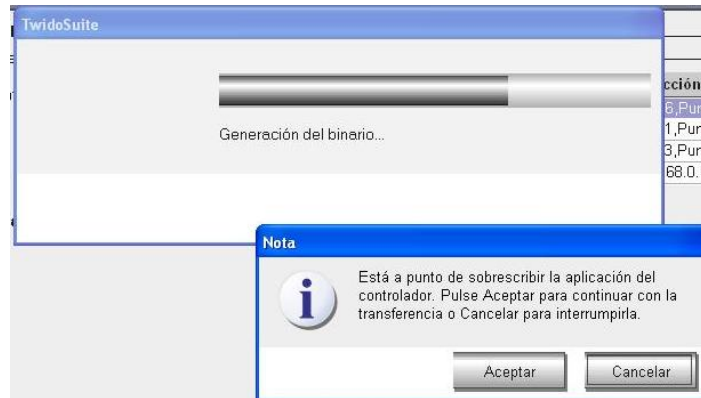 TwidoSuite
cción
6,Pur
1,Pur
3,Pur
68.0.
Generación del binario...
Nota
Está a punto de sobrescribir la aplicación del
controlador. Pulse Aceptar para continuar con la
transferencia o Cancelar para interrumpirla.
Aceptar
Cancelar